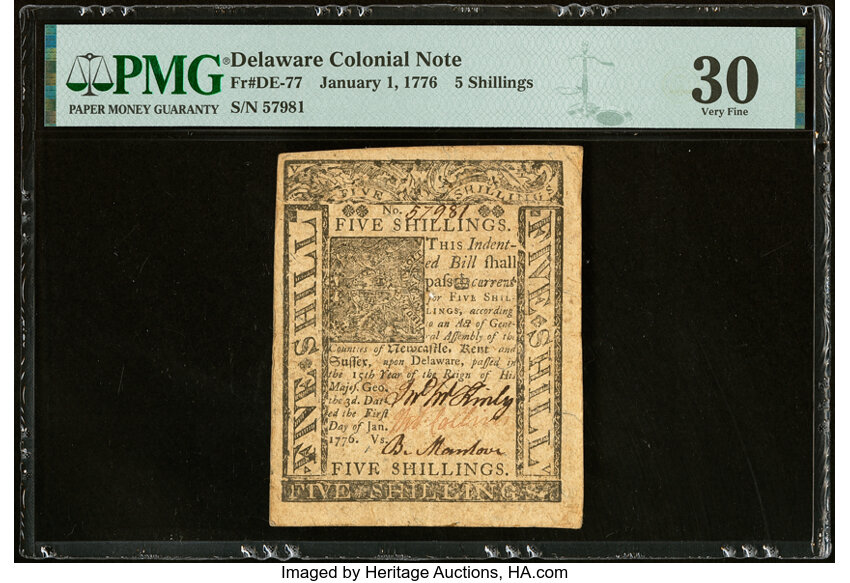 PMG® Delaware Colonial Note
Fr#DE-77 January 1, 1776 5 Shillings
PAPER MONEY GUARANTY S/N 57981
30
Very Fine
FIVE SHILLINGS
No. 57981
FIVE SHILLINGS.
THIS Indent-
ed Bill ſhall
paſs current
for FIVE SHIL-
LINGS, according
to an Act of Gene-
ral Aſſembly of the
Counties of Newcaſtle, Kent and
Suſſex, upon Delaware, paſſed in
the 15th Year of the Reign of His
Majeſ. Geo.
the 3d. Dat-
ed the Firſt
Day of Jan.
1776. Vs.
Jno McKinly
Collins
B. Manlove
FIVE SHILLINGS.
FIVE SHILLINGS
FIVE SHILL
FIVE SHILL
Imaged by Heritage Auctions, HA.com